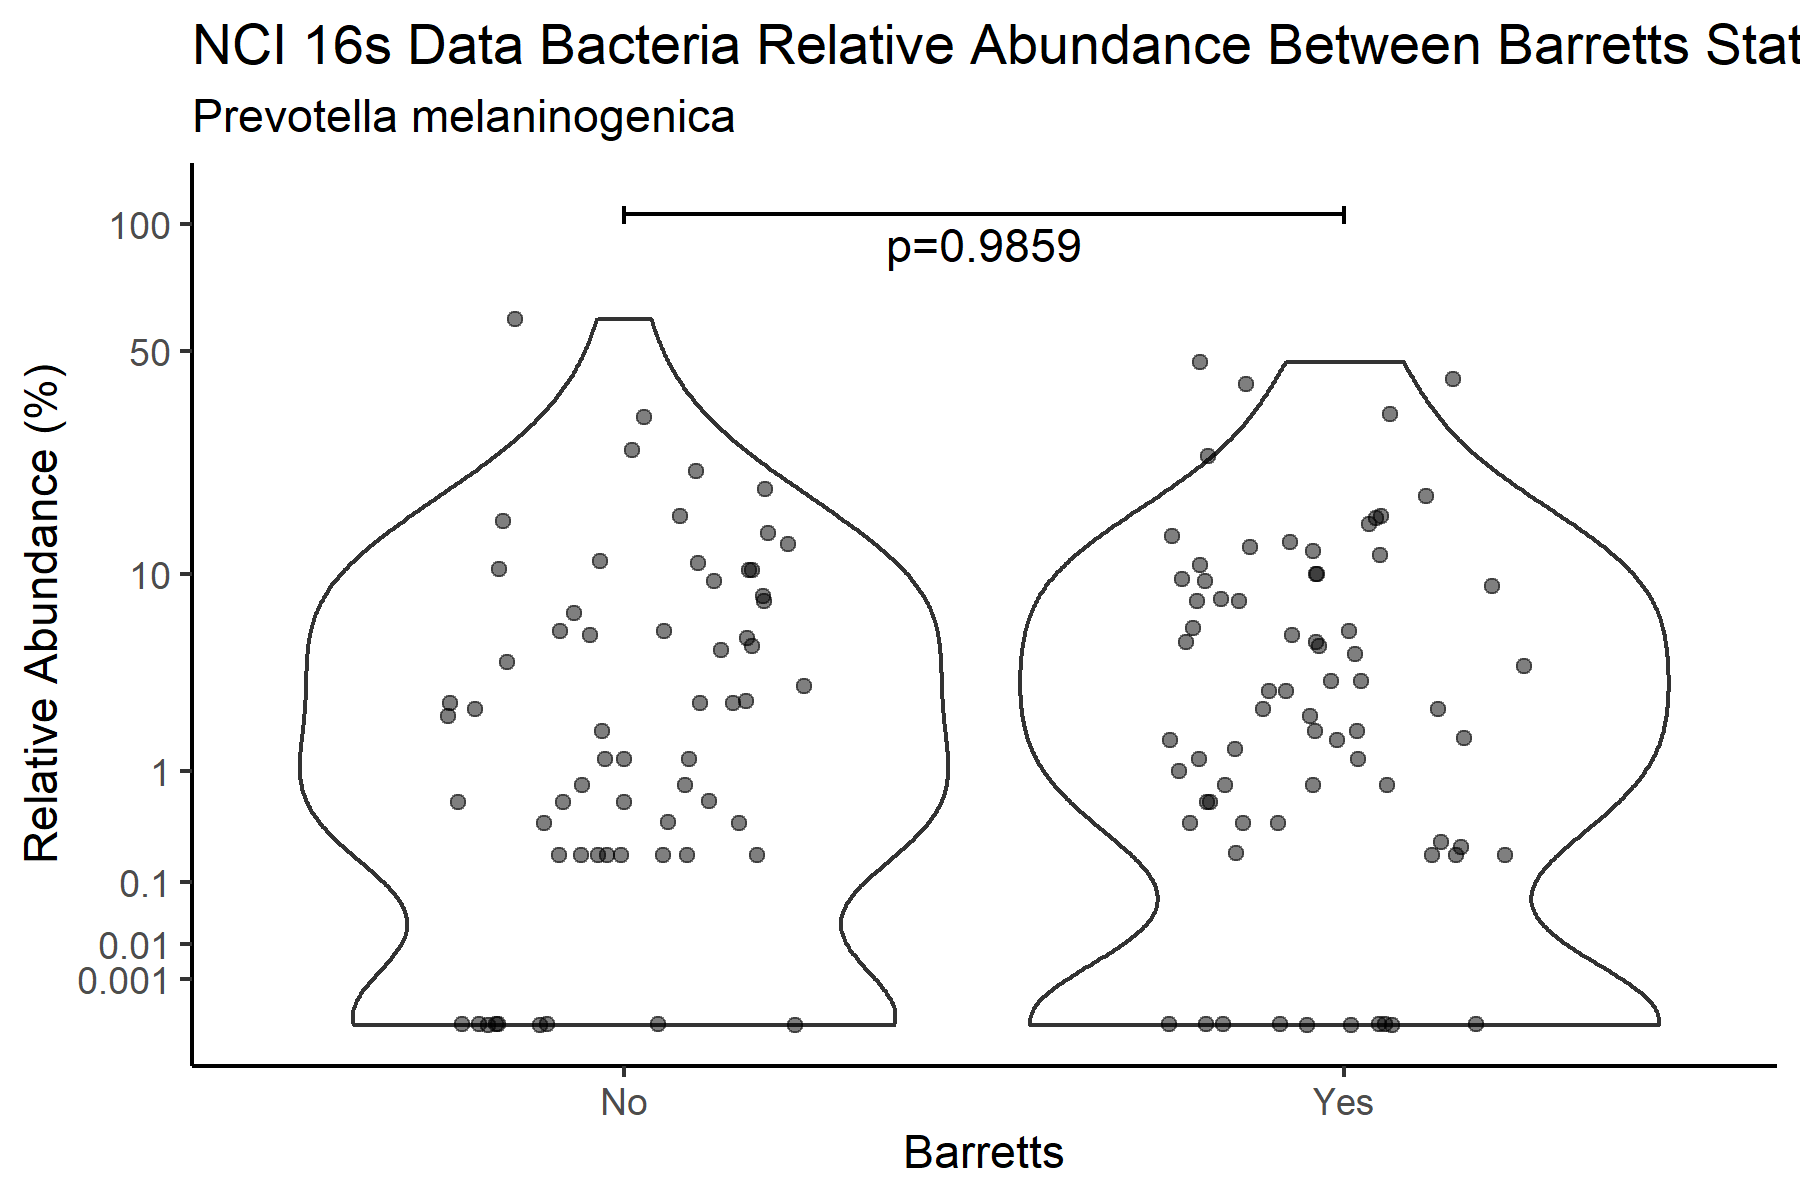 NCI 16s Data Bacteria Relative Abundance Between Barretts Stat
Prevotella melaninogenica
Relative Abundance (%)
100
50
10
1
0.1
0.01
0.001
p=0.9859
No
Yes
Barretts